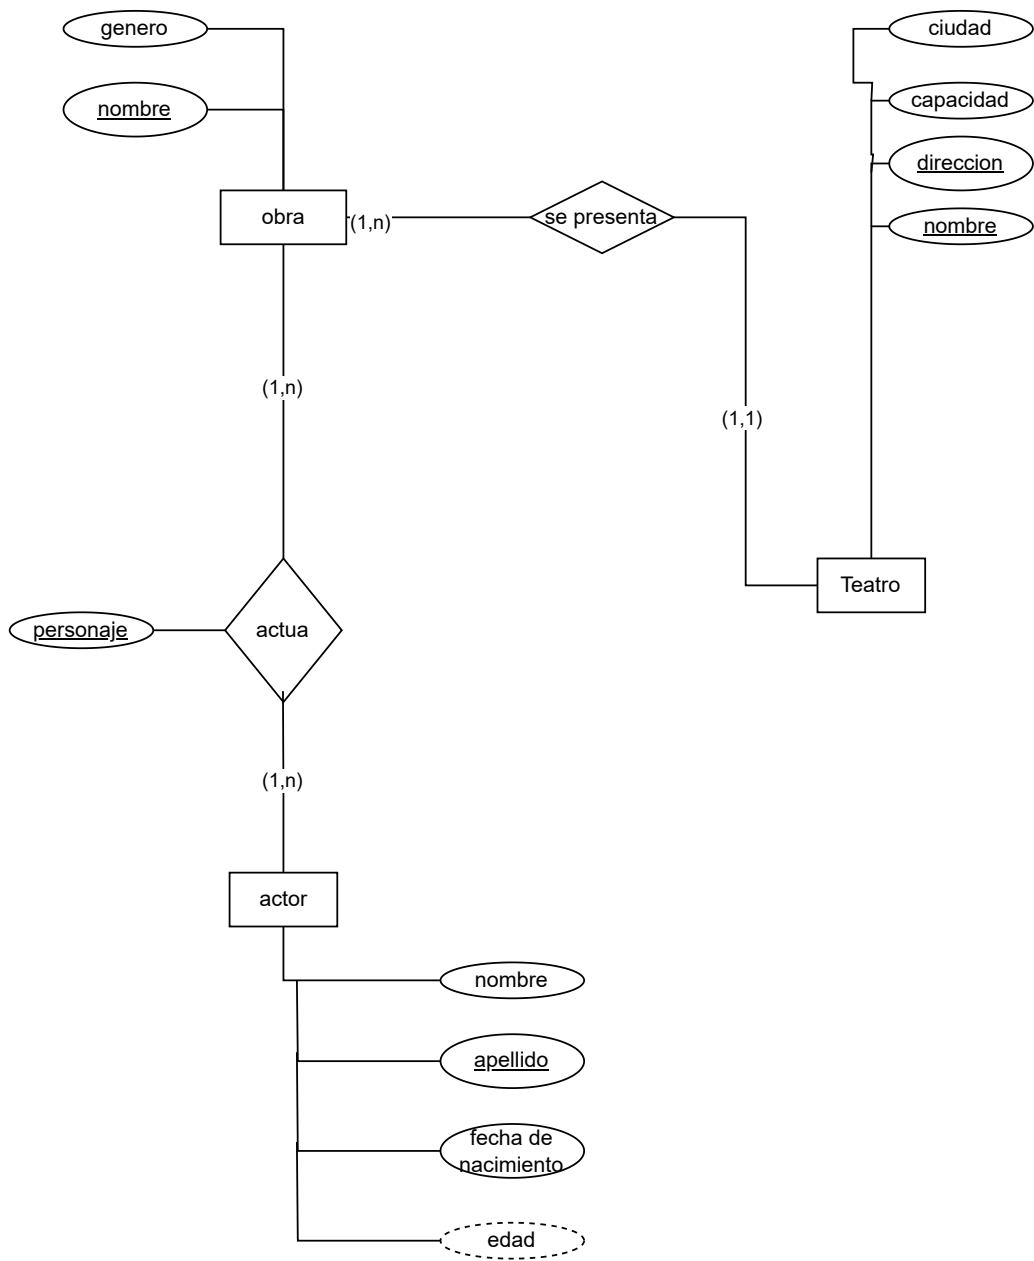 genero
ciudad
nombre
capacidad
direccion
nombre
obra
(1,n)
se presenta
(1,n)
(1,1)
Teatro
personaje
actua
(1,n)
actor
nombre
apellido
fecha de
nacimiento
edad